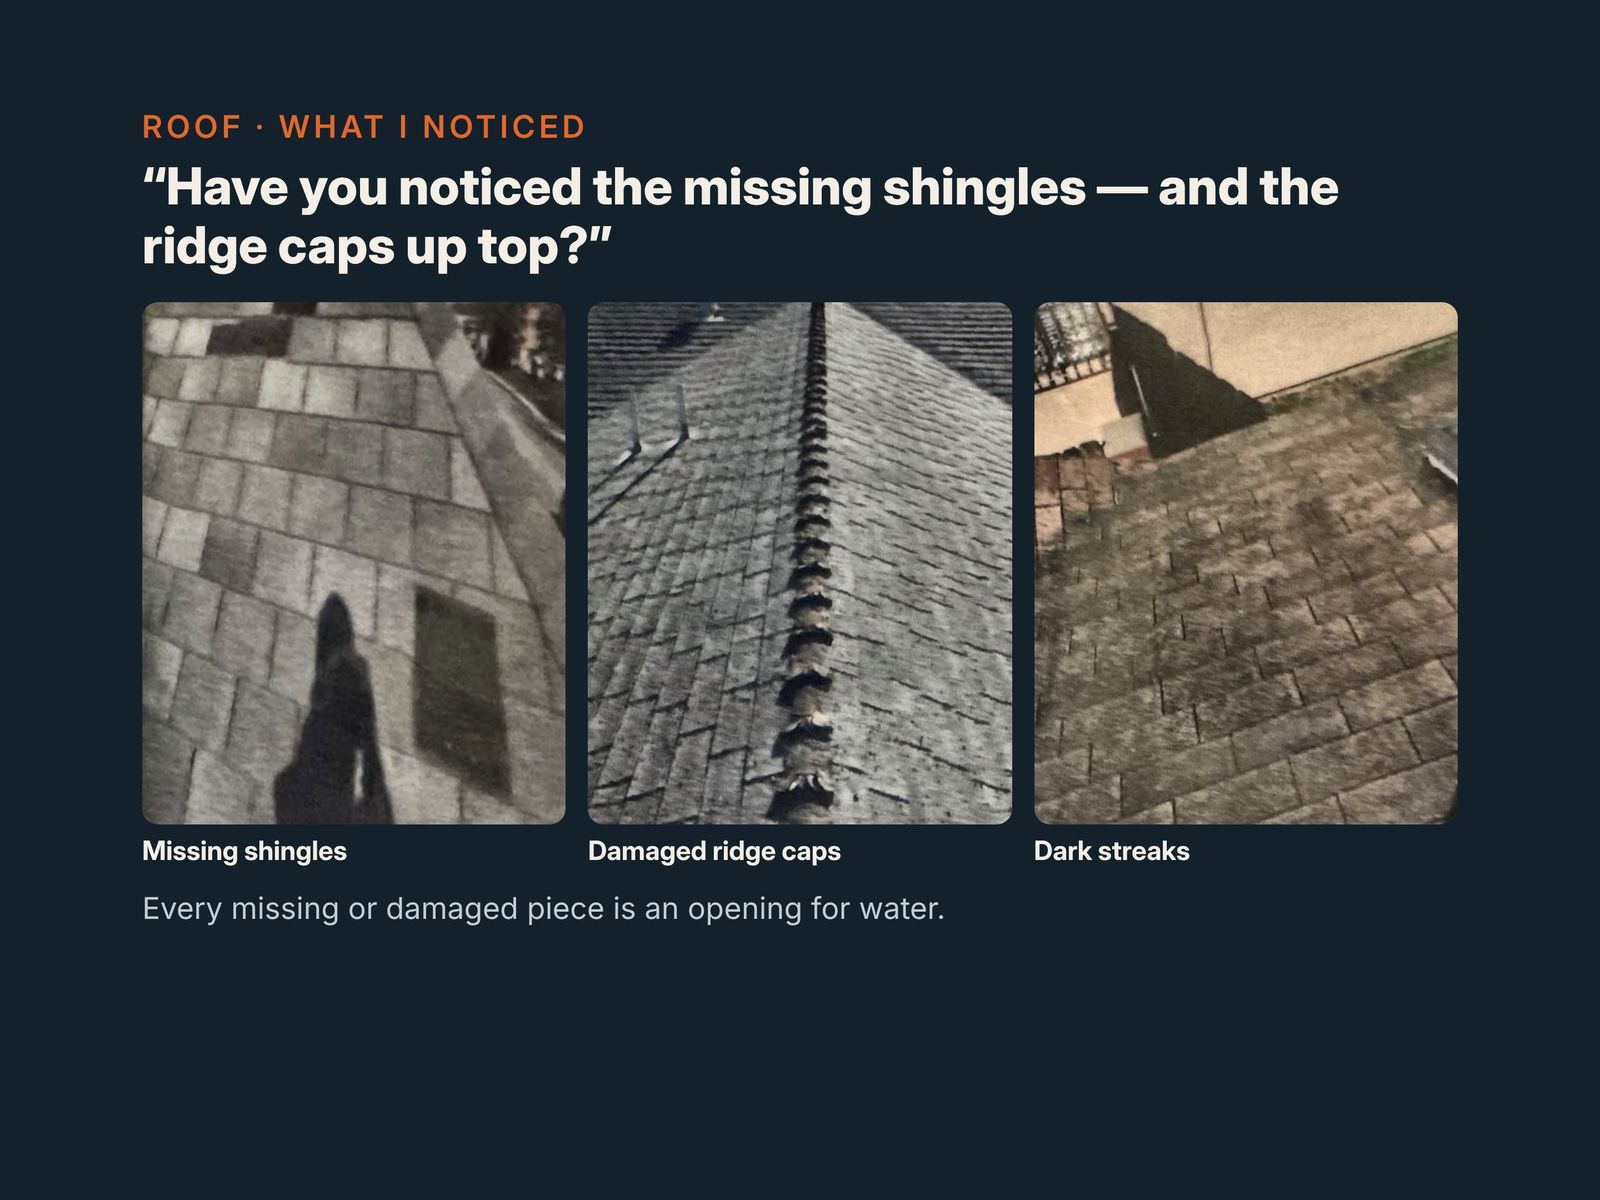 ROOF · WHAT I NOTICED
“Have you noticed the missing shingles — and the
ridge caps up top?”
Missing shingles
Damaged ridge caps
Dark streaks
Every missing or damaged piece is an opening for water.